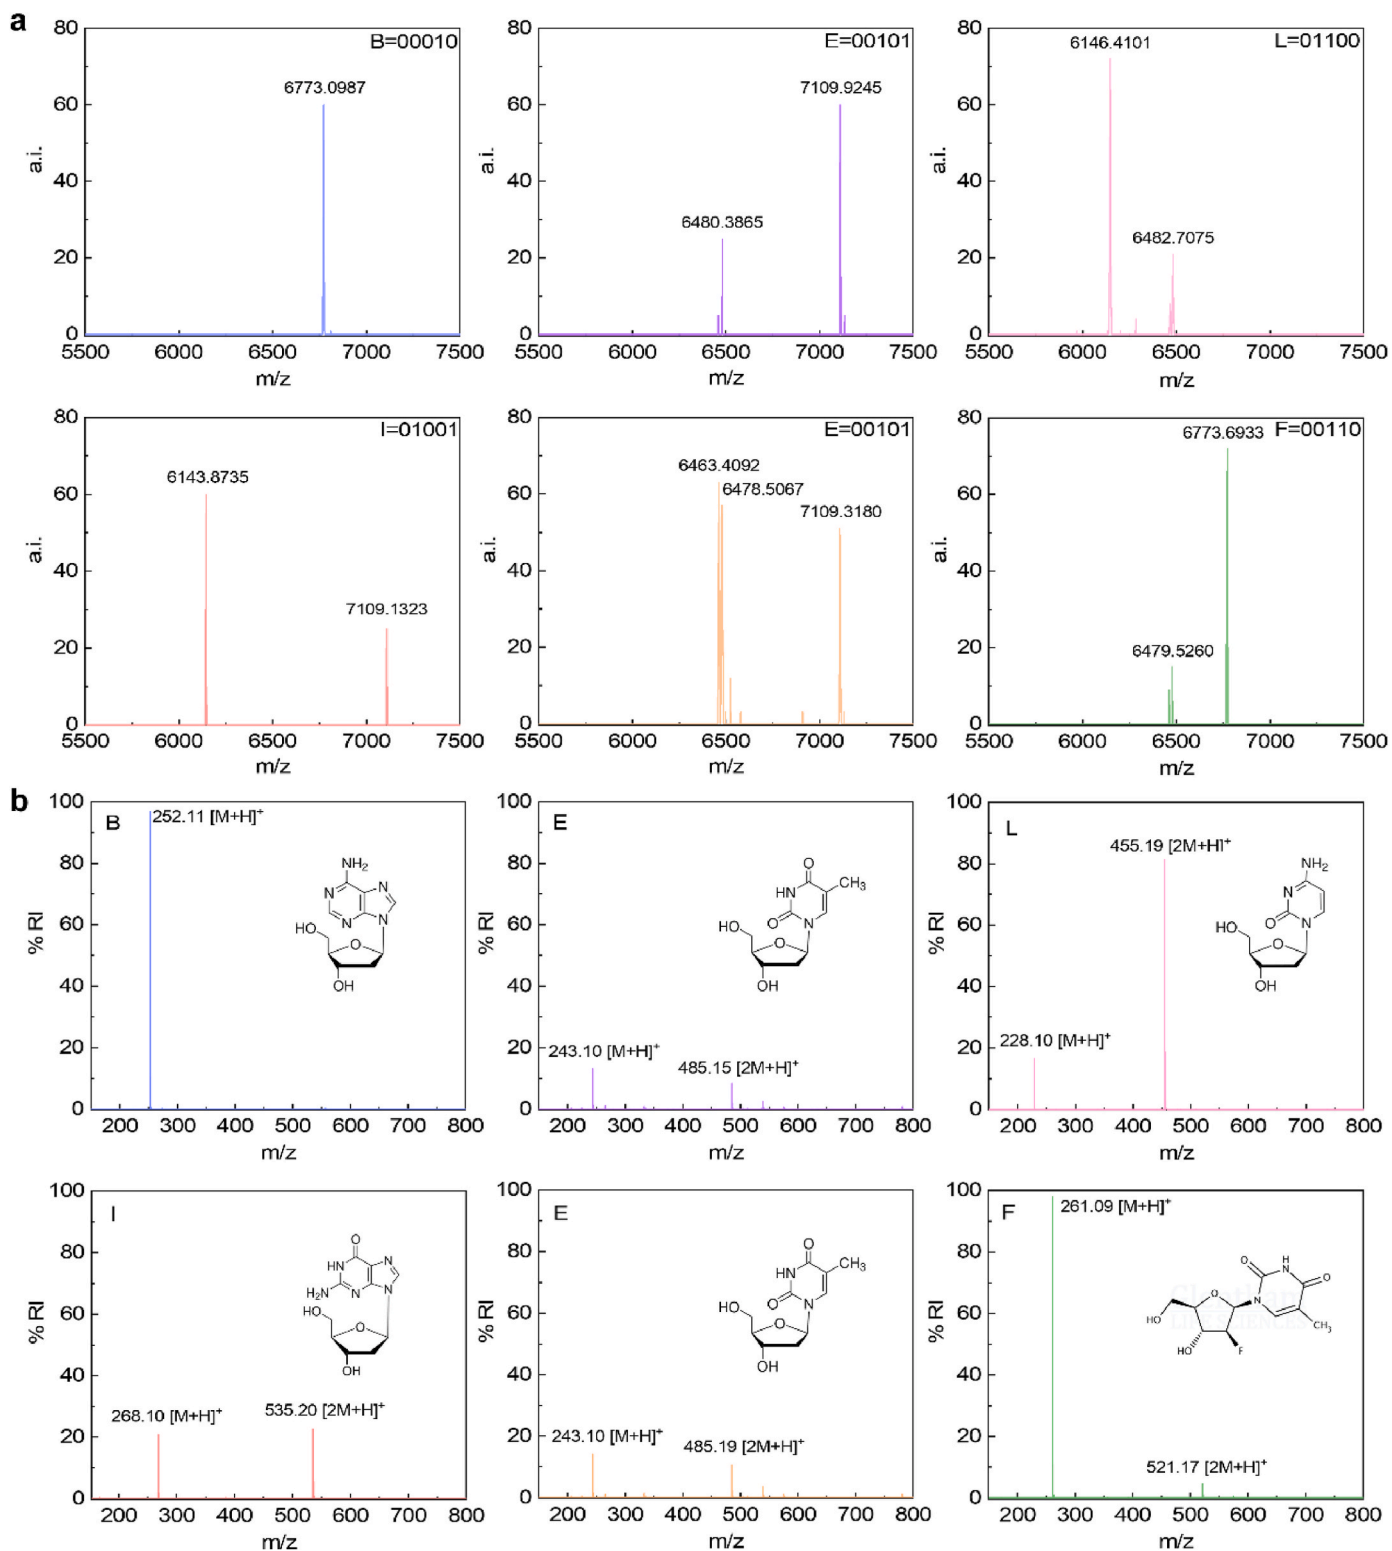 a
80
60
40
20
0
a.i.
B=00010
6773.0987
5500 6000 6500 7000 7500
m/z
80
60
40
20
0
a.i.
E=00101
7109.9245
6480.3865
5500 6000 6500 7000 7500
m/z
80
60
40
20
0
a.i.
L=01100
6146.4101
6482.7075
5500 6000 6500 7000 7500
m/z
80
60
40
20
0
a.i.
I=01001
6143.8735
7109.1323
5500 6000 6500 7000 7500
m/z
80
60
40
20
0
a.i.
E=00101
6463.4092
6478.5067
7109.3180
5500 6000 6500 7000 7500
m/z
80
60
40
20
0
a.i.
6773.6933 F=00110
6479.5260
5500 6000 6500 7000 7500
m/z
b
100
80
60
40
20
0
% RI
B
252.11 [M+H]+
NH2
N
N
N
N
HO
O
OH
200 300 400 500 600 700 800
m/z
100
80
60
40
20
0
% RI
E
O
HN
CH3
O
N
HO
O
OH
243.10 [M+H]+
485.15 [2M+H]+
200 300 400 500 600 700 800
m/z
100
80
60
40
20
0
% RI
L
455.19 [2M+H]+
NH2
N
O
N
HO
O
OH
228.10 [M+H]+
200 300 400 500 600 700 800
m/z
100
80
60
40
20
0
% RI
I
O
HN
N
H2N
N
N
HO
O
OH
268.10 [M+H]+
535.20 [2M+H]+
200 300 400 500 600 700 800
m/z
100
80
60
40
20
0
% RI
E
O
HN
CH3
O
N
HO
O
OH
243.10 [M+H]+
485.19 [2M+H]+
200 300 400 500 600 700 800
m/z
100
80
60
40
20
0
% RI
F
261.09 [M+H]+
O
H
N
O
O
N
HO
CH3
HO
F
LIFE SCIENCES
521.17 [2M+H]+
200 300 400 500 600 700 800
m/z